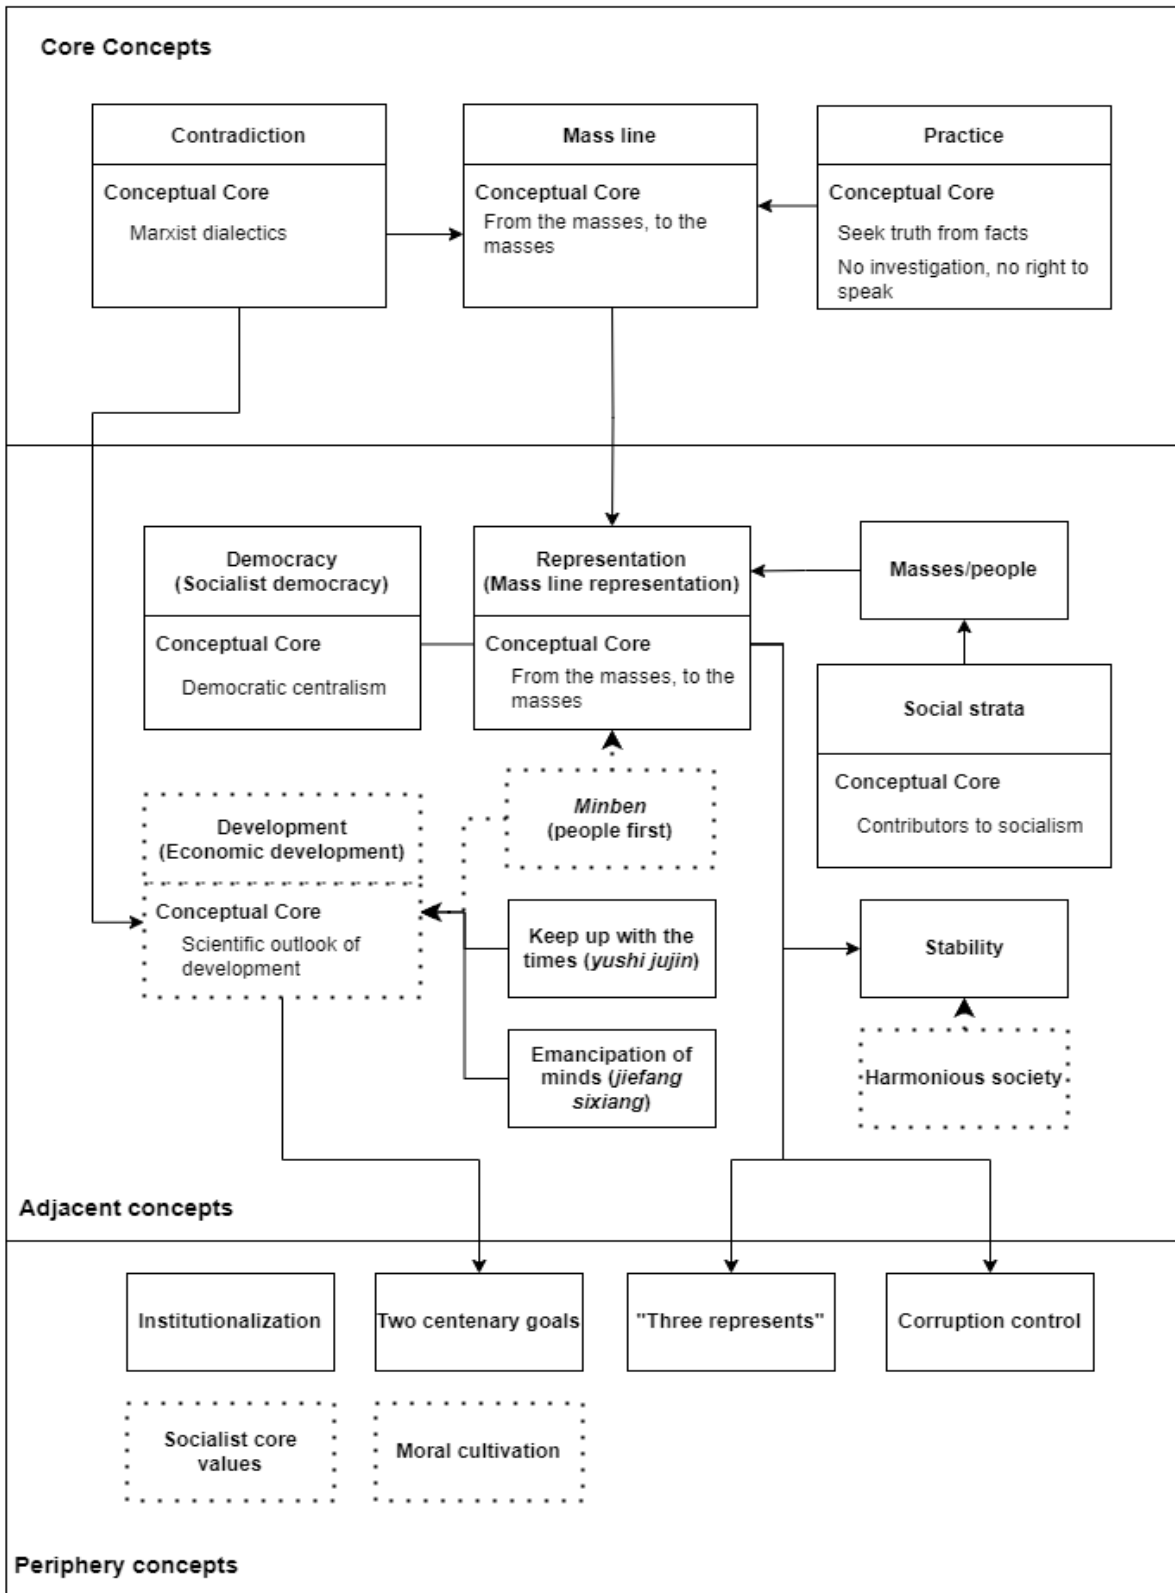 Core Concepts
Contradiction
Conceptual Core
Marxist dialectics
Mass line
Conceptual Core
From the masses, to the
masses
Practice
Conceptual Core
Seek truth from facts
No investigation, no right to
speak
Democracy
(Socialist democracy)
Conceptual Core
Democratic centralism
Representation
(Mass line representation)
Conceptual Core
From the masses, to the
masses
Masses/people
Social strata
Conceptual Core
Contributors to socialism
Minben
(people first)
Development
(Economic development)
Conceptual Core
Scientific outlook of
development
Keep up with the
times (yushi jujin)
Stability
Emancipation of
minds (jiefang
sixiang)
Harmonious society
Adjacent concepts
Institutionalization
Two centenary goals
"Three represents"
Corruption control
Socialist core
values
Moral cultivation
Periphery concepts